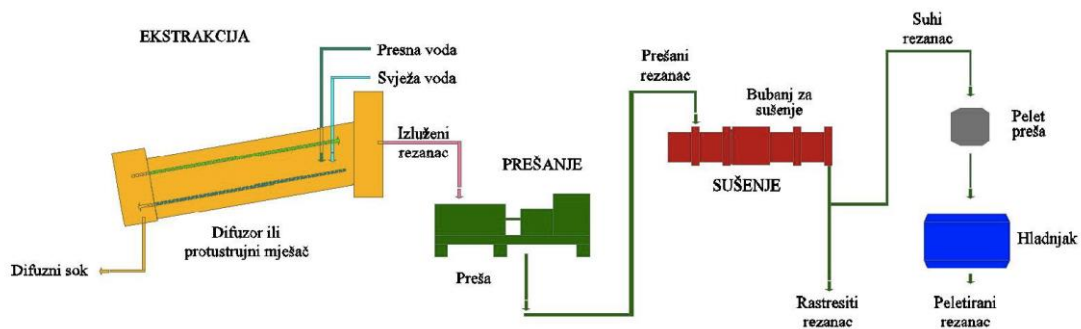 EKSTRAKCIJA
Presna voda
Svježa voda
Izluženi
rezanac
Difuzor ili
protustrujni mješač
Difuzni sok
PREŠANJE
Preša
Prešani
rezanac
Bubanj za
sušenje
SUŠENJE
Suhi
rezanac
Pelet
preša
Hladnjak
Rastresiti
rezanac
Peletirani
rezanac